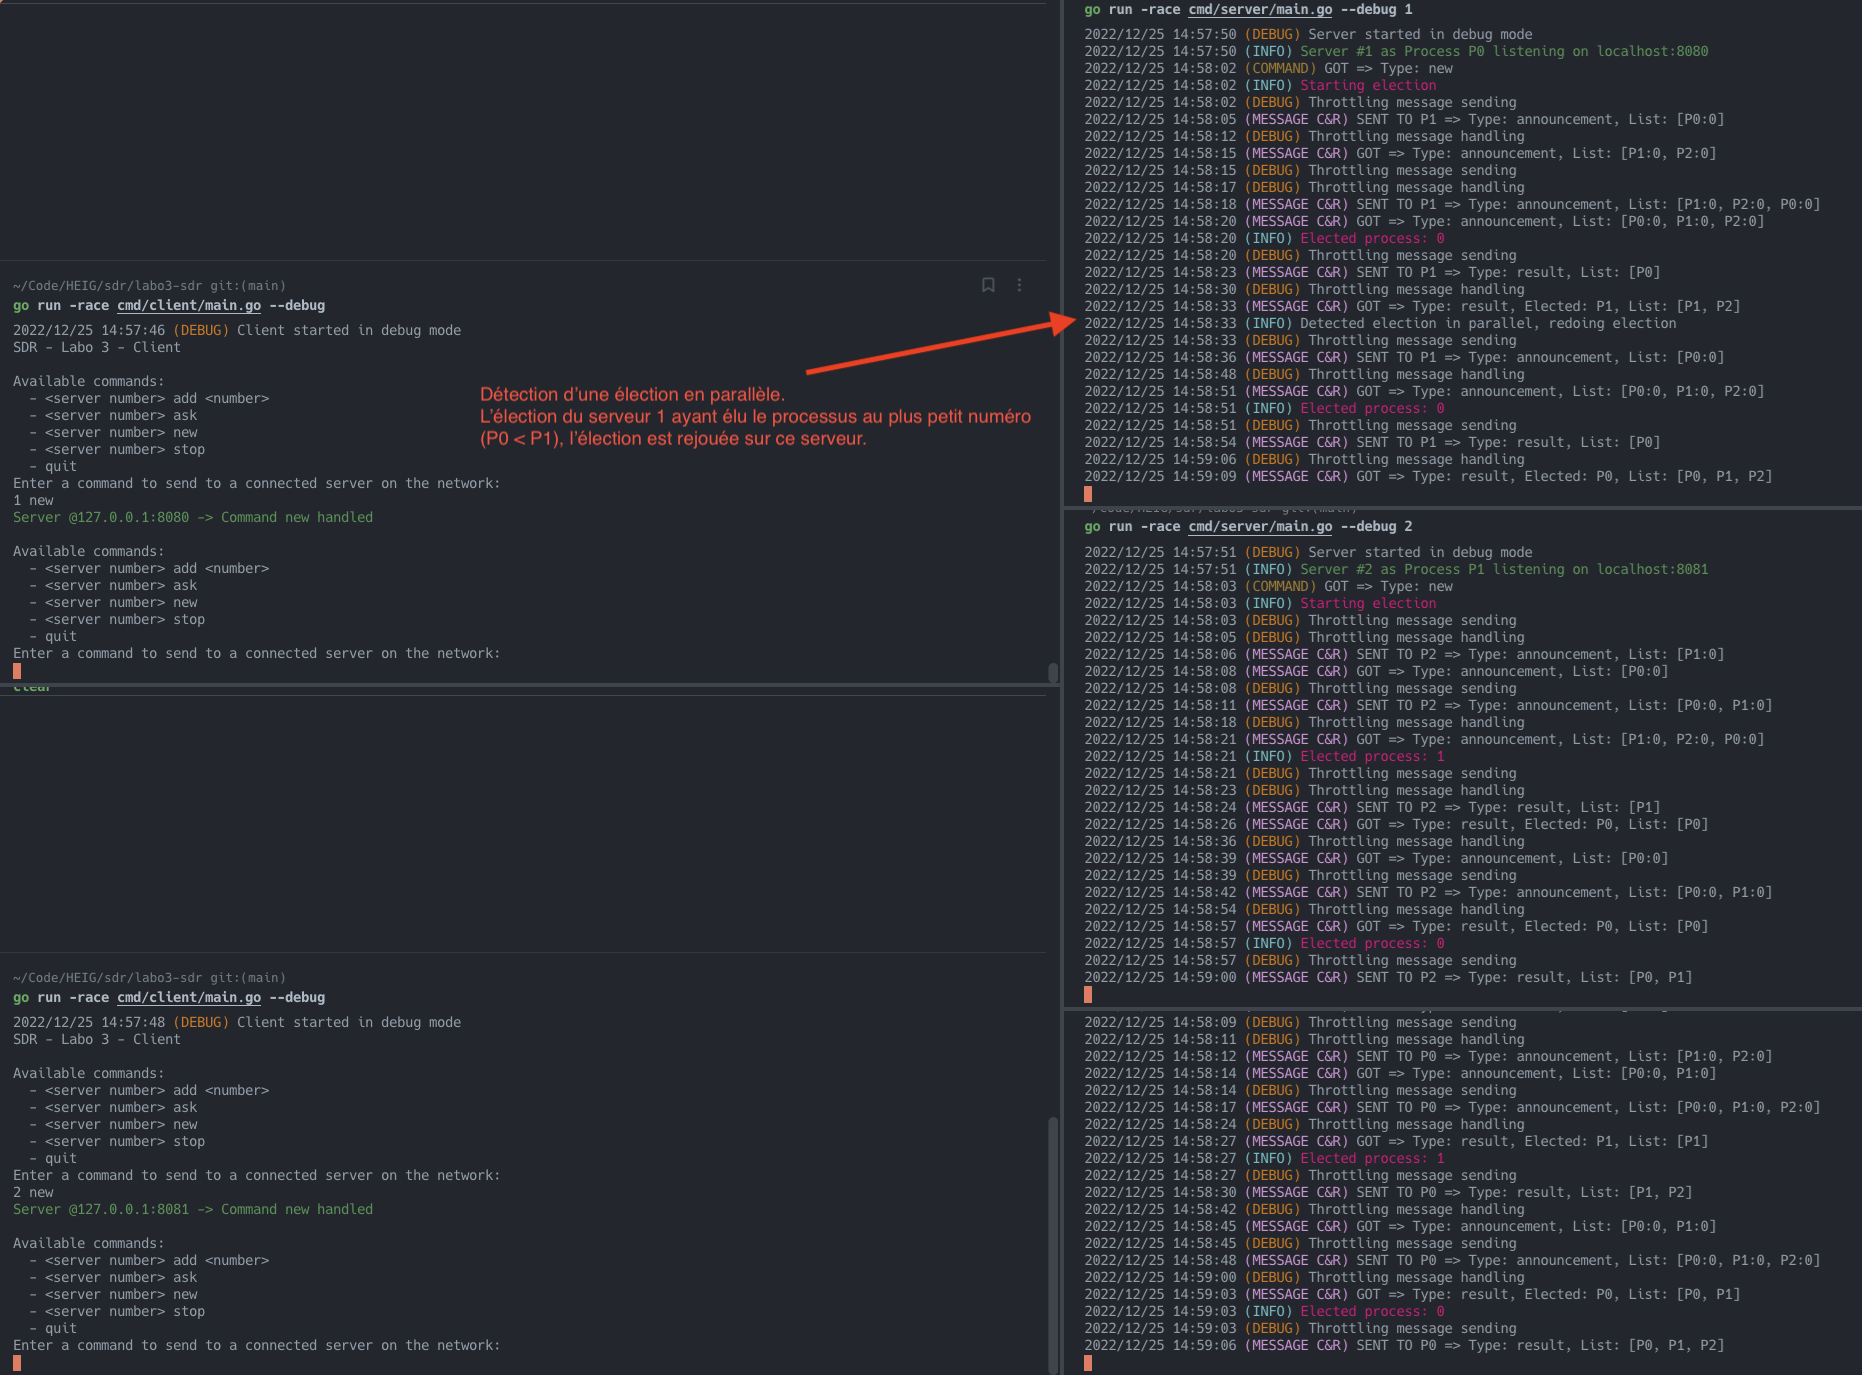 ~/Code/HEIG/sdr/labo3-sdr git:(main)
go run -race cmd/client/main.go --debug
2022/12/25 14:57:46 (DEBUG) Client started in debug mode
SDR - Labo 3 - Client
Available commands:
- <server number> add <number>
- <server number> ask
- <server number> new
- <server number> stop
- quit
Enter a command to send to a connected server on the network:
1 new
Server @127.0.0.1:8080 -> Command new handled
Available commands:
- <server number> add <number>
- <server number> ask
- <server number> new
- <server number> stop
- quit
Enter a command to send to a connected server on the network:
Détection d'une élection en parallèle.
L'élection du serveur 1 ayant élu le processus au plus petit numéro
(P0 < P1), l'élection est rejouée sur ce serveur.
clear
~/Code/HEIG/sdr/labo3-sdr git:(main)
go run -race cmd/client/main.go --debug
2022/12/25 14:57:48 (DEBUG) Client started in debug mode
SDR - Labo 3 - Client
Available commands:
- <server number> add <number>
- <server number> ask
- <server number> new
- <server number> stop
- quit
Enter a command to send to a connected server on the network:
2 new
Server @127.0.0.1:8081 -> Command new handled
Available commands:
- <server number> add <number>
- <server number> ask
- <server number> new
- <server number> stop
- quit
Enter a command to send to a connected server on the network:
go run -race cmd/server/main.go --debug 1
2022/12/25 14:57:50 (DEBUG) Server started in debug mode
2022/12/25 14:57:50 (INFO) Server #1 as Process P0 listening on localhost:8080
2022/12/25 14:58:02 (COMMAND) GOT => Type: new
2022/12/25 14:58:02 (INFO) Starting election
2022/12/25 14:58:02 (DEBUG) Throttling message sending
2022/12/25 14:58:05 (MESSAGE C&R) SENT TO P1 => Type: announcement, List: [P0:0]
2022/12/25 14:58:12 (DEBUG) Throttling message handling
2022/12/25 14:58:15 (MESSAGE C&R) GOT => Type: announcement, List: [P1:0, P2:0]
2022/12/25 14:58:15 (DEBUG) Throttling message sending
2022/12/25 14:58:17 (DEBUG) Throttling message handling
2022/12/25 14:58:18 (MESSAGE C&R) SENT TO P1 => Type: announcement, List: [P1:0, P2:0, P0:0]
2022/12/25 14:58:20 (MESSAGE C&R) GOT => Type: announcement, List: [P0:0, P1:0, P2:0]
2022/12/25 14:58:20 (INFO) Elected process: 0
2022/12/25 14:58:20 (DEBUG) Throttling message sending
2022/12/25 14:58:23 (MESSAGE C&R) SENT TO P1 => Type: result, List: [P0]
2022/12/25 14:58:30 (DEBUG) Throttling message handling
2022/12/25 14:58:33 (MESSAGE C&R) GOT => Type: result, Elected: P1, List: [P1, P2]
2022/12/25 14:58:33 (INFO) Detected election in parallel, redoing election
2022/12/25 14:58:33 (DEBUG) Throttling message sending
2022/12/25 14:58:36 (MESSAGE C&R) SENT TO P1 => Type: announcement, List: [P0:0]
2022/12/25 14:58:48 (DEBUG) Throttling message handling
2022/12/25 14:58:51 (MESSAGE C&R) GOT => Type: announcement, List: [P0:0, P1:0, P2:0]
2022/12/25 14:58:51 (INFO) Elected process: 0
2022/12/25 14:58:51 (DEBUG) Throttling message sending
2022/12/25 14:58:54 (MESSAGE C&R) SENT TO P1 => Type: result, List: [P0]
2022/12/25 14:59:06 (DEBUG) Throttling message handling
2022/12/25 14:59:09 (MESSAGE C&R) GOT => Type: result, Elected: P0, List: [P0, P1, P2]
~/Code/HEIG/sdr/labo3-sdr git:(main)
go run -race cmd/server/main.go --debug 2
2022/12/25 14:57:51 (DEBUG) Server started in debug mode
2022/12/25 14:57:51 (INFO) Server #2 as Process P1 listening on localhost:8081
2022/12/25 14:58:03 (COMMAND) GOT => Type: new
2022/12/25 14:58:03 (INFO) Starting election
2022/12/25 14:58:03 (DEBUG) Throttling message sending
2022/12/25 14:58:05 (DEBUG) Throttling message handling
2022/12/25 14:58:06 (MESSAGE C&R) SENT TO P2 => Type: announcement, List: [P1:0]
2022/12/25 14:58:08 (MESSAGE C&R) GOT => Type: announcement, List: [P0:0]
2022/12/25 14:58:08 (DEBUG) Throttling message sending
2022/12/25 14:58:11 (MESSAGE C&R) SENT TO P2 => Type: announcement, List: [P0:0, P1:0]
2022/12/25 14:58:18 (DEBUG) Throttling message handling
2022/12/25 14:58:21 (MESSAGE C&R) GOT => Type: announcement, List: [P1:0, P2:0, P0:0]
2022/12/25 14:58:21 (INFO) Elected process: 1
2022/12/25 14:58:21 (DEBUG) Throttling message sending
2022/12/25 14:58:23 (DEBUG) Throttling message handling
2022/12/25 14:58:24 (MESSAGE C&R) SENT TO P2 => Type: result, List: [P1]
2022/12/25 14:58:26 (MESSAGE C&R) GOT => Type: result, Elected: P0, List: [P0]
2022/12/25 14:58:36 (DEBUG) Throttling message handling
2022/12/25 14:58:39 (MESSAGE C&R) GOT => Type: announcement, List: [P0:0]
2022/12/25 14:58:39 (DEBUG) Throttling message sending
2022/12/25 14:58:42 (MESSAGE C&R) SENT TO P2 => Type: announcement, List: [P0:0, P1:0]
2022/12/25 14:58:54 (DEBUG) Throttling message handling
2022/12/25 14:58:57 (MESSAGE C&R) GOT => Type: result, Elected: P0, List: [P0]
2022/12/25 14:58:57 (INFO) Elected process: 0
2022/12/25 14:58:57 (DEBUG) Throttling message sending
2022/12/25 14:59:00 (MESSAGE C&R) SENT TO P2 => Type: result, List: [P0, P1]
2022/12/25 14:58:09 (DEBUG) Throttling message sending
2022/12/25 14:58:11 (DEBUG) Throttling message handling
2022/12/25 14:58:12 (MESSAGE C&R) SENT TO P0 => Type: announcement, List: [P1:0, P2:0]
2022/12/25 14:58:14 (MESSAGE C&R) GOT => Type: announcement, List: [P0:0, P1:0]
2022/12/25 14:58:14 (DEBUG) Throttling message sending
2022/12/25 14:58:17 (MESSAGE C&R) SENT TO P0 => Type: announcement, List: [P0:0, P1:0, P2:0]
2022/12/25 14:58:24 (DEBUG) Throttling message handling
2022/12/25 14:58:27 (MESSAGE C&R) GOT => Type: result, Elected: P1, List: [P1]
2022/12/25 14:58:27 (INFO) Elected process: 1
2022/12/25 14:58:27 (DEBUG) Throttling message sending
2022/12/25 14:58:30 (MESSAGE C&R) SENT TO P0 => Type: result, List: [P1, P2]
2022/12/25 14:58:42 (DEBUG) Throttling message handling
2022/12/25 14:58:45 (MESSAGE C&R) GOT => Type: announcement, List: [P0:0, P1:0]
2022/12/25 14:58:45 (DEBUG) Throttling message sending
2022/12/25 14:58:48 (MESSAGE C&R) SENT TO P0 => Type: announcement, List: [P0:0, P1:0, P2:0]
2022/12/25 14:59:00 (DEBUG) Throttling message handling
2022/12/25 14:59:03 (MESSAGE C&R) GOT => Type: result, Elected: P0, List: [P0, P1]
2022/12/25 14:59:03 (INFO) Elected process: 0
2022/12/25 14:59:03 (DEBUG) Throttling message sending
2022/12/25 14:59:06 (MESSAGE C&R) SENT TO P0 => Type: result, List: [P0, P1, P2]